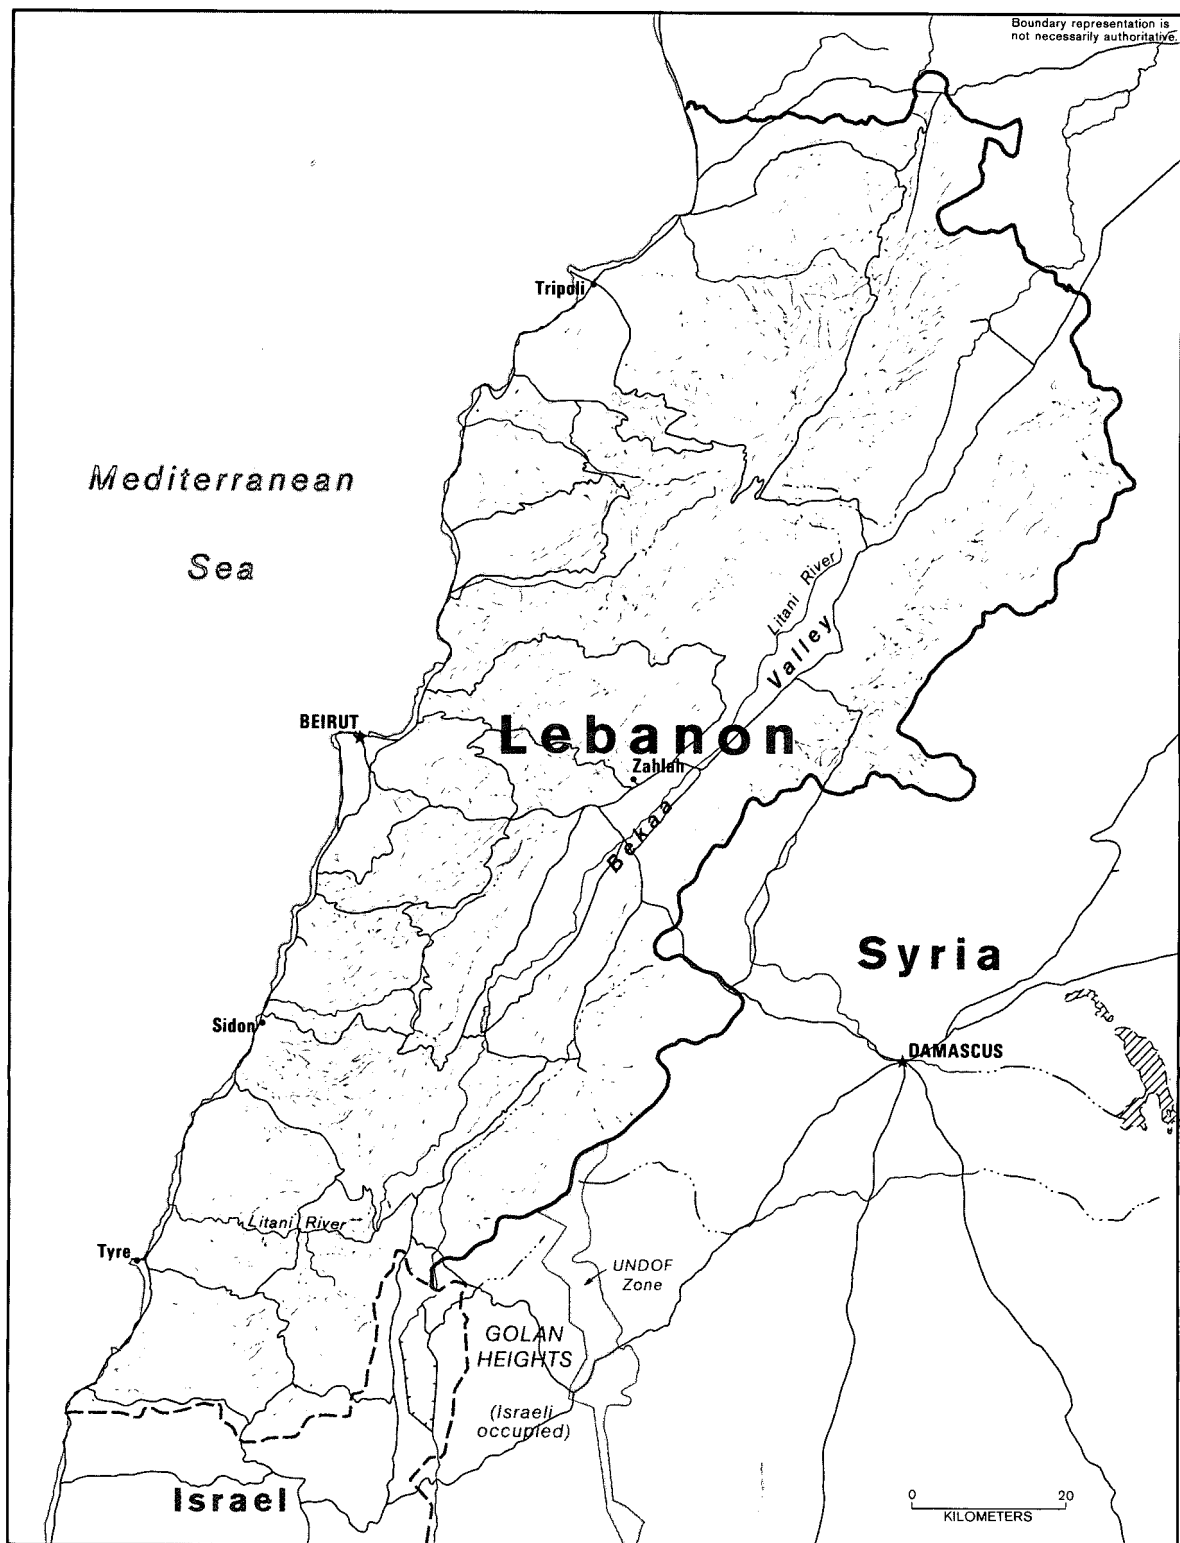 Boundary representation is
not necessarily authoritative.
Tripoli
Mediterranean
Sea
Litani River
Valley
BEIRUT
Lebanon
Zahlah
Bekaa
Syria
Sidon
DAMASCUS
Litani River
Tyre
UNDOF
Zone
GOLAN
HEIGHTS
(Israeli
occupied)
Israel
0 20
KILOMETERS